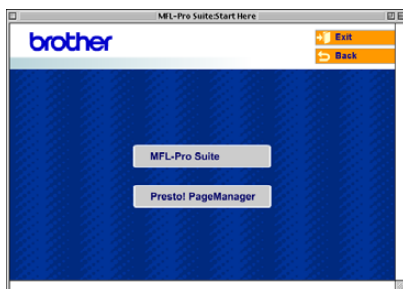 MFL-Pro Suite:Start Here
brother
Exit
Back
MFL-Pro Suite
Presto! PageManager